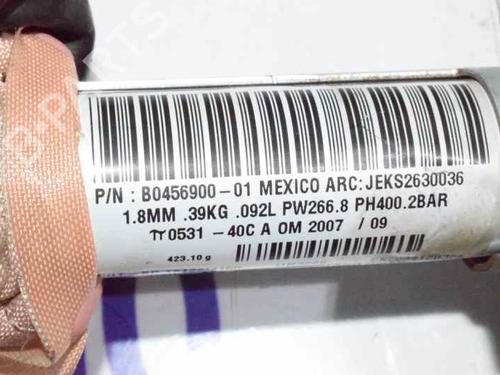 P/N : B0456900-01 MEXICO ARC: JEKS2630036
1.8MM .39KG .092L PW266.8 PH400.2BAR
π0531 -40C A OM 2007 / 09
423.10 g